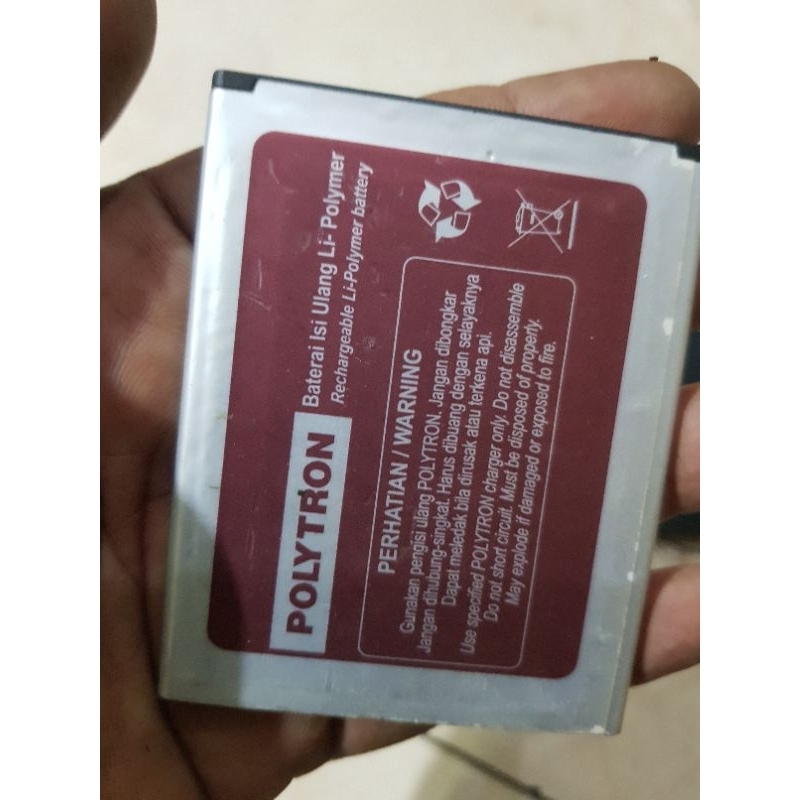 POLYTRON
Baterai Isi Ulang Li- Polymer
Rechargeable Li-Polymer battery
PERHATIAN / WARNING
Gunakan pengisi ulang POLYTRON. Jangan dibongkar
Jangan dihubung-singkat. Harus dibuang dengan selayaknya
Dapat meledak bila dirusak atau terkena api.
Use specified POLYTRON charger only. Do not disassemble
Do not short circuit. Must be disposed of properly.
May explode if damaged or exposed to fire.